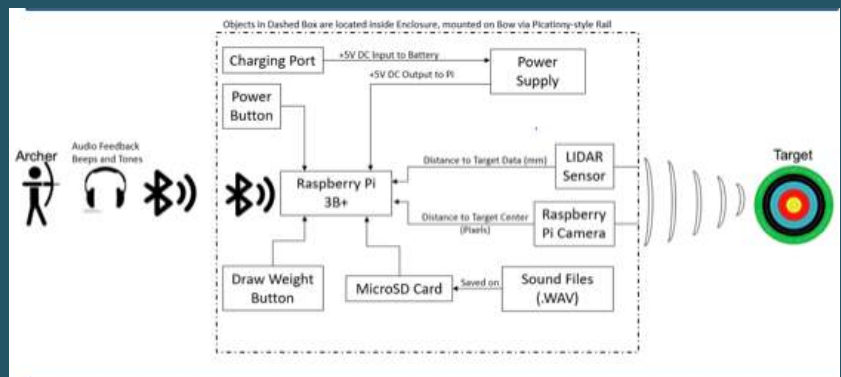 Objects in Dashed Box are located inside Enclosure, mounted on Bow via Picatinny-style Rail
Charging Port
+5V DC Input to Battery
Power
Supply
+5V DC Output to Pi
Power
Button
Archer
Audio Feedback
Beeps and Tones
Raspberry Pi
3B+
Distance to Target Data (mm)
LIDAR
Sensor
Target
Distance to Target Center
(Pixels)
Raspberry
Pi Camera
Draw Weight
Button
MicroSD Card
Saved on
Sound Files
(.WAV)